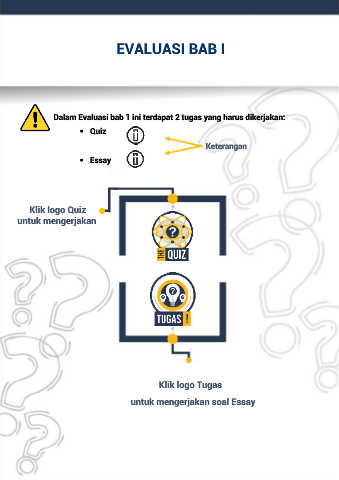 EVALUASI BAB I
Dalam Evaluasi bab 1 ini terdapat 2 tugas yang harus dikerjakan:
• Quiz
Keterangan
• Essay
Klik logo Quiz
untuk mengerjakan
THE QUIZ
TUGAS !
Klik logo Tugas
untuk mengerjakan soal Essay